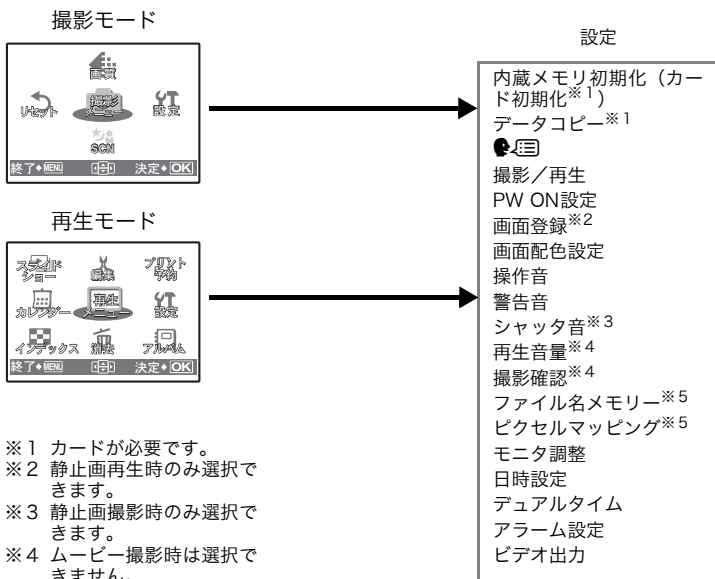 撮影モード
画質
リセット
撮影
メニュー
設定
SCN
終了 MENU 決定 OK
再生モード
スライド
ショー
編集
プリント
予約
カレンダー
再生
メニュー
設定
インデックス
消去
アルバム
終了 MENU 決定 OK
※1 カードが必要です。
※2 静止画再生時のみ選択で
きます。
※3 静止画撮影時のみ選択で
きます。
※4 ムービー撮影時は選択で
きません。
設定
内蔵メモリ初期化（カー
ド初期化※1）
データコピー※1
撮影／再生
PW ON設定
画面登録※2
画面配色設定
操作音
警告音
シャッタ音※3
再生音量※4
撮影確認※4
ファイル名メモリー※5
ピクセルマッピング※5
モニタ調整
日時設定
デュアルタイム
アラーム設定
ビデオ出力